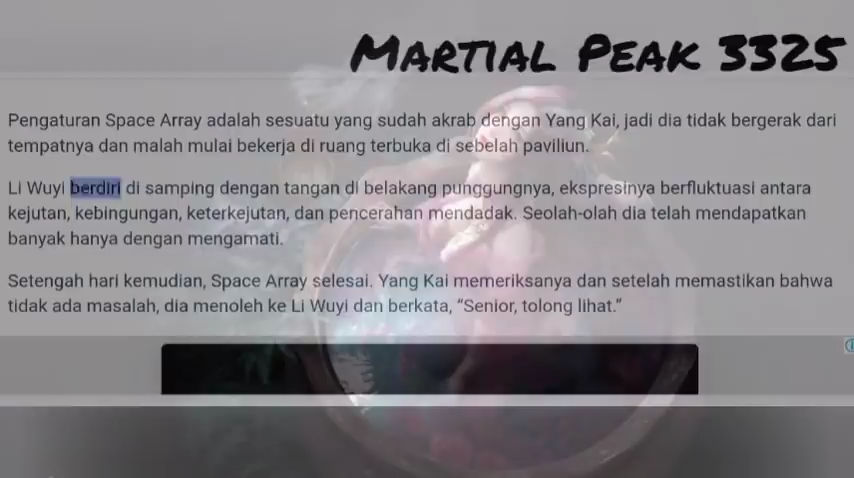 MARTIAL PEAK 3325
Pengaturan Space Array adalah sesuatu yang sudah akrab dengan Yang Kai, jadi dia tidak bergerak dari
tempatnya dan malah mulai bekerja di ruang terbuka di sebelah paviliun.
Li Wuyi berdiri di samping dengan tangan di belakang punggungnya, ekspresinya berfluktuasi antara
kejutan, kebingungan, keterkejutan, dan pencerahan mendadak. Seolah-olah dia telah mendapatkan
banyak hanya dengan mengamati.
Setengah hari kemudian, Space Array selesai. Yang Kai memeriksanya dan setelah memastikan bahwa
tidak ada masalah, dia menoleh ke Li Wuyi dan berkata, “Senior, tolong lihat.”